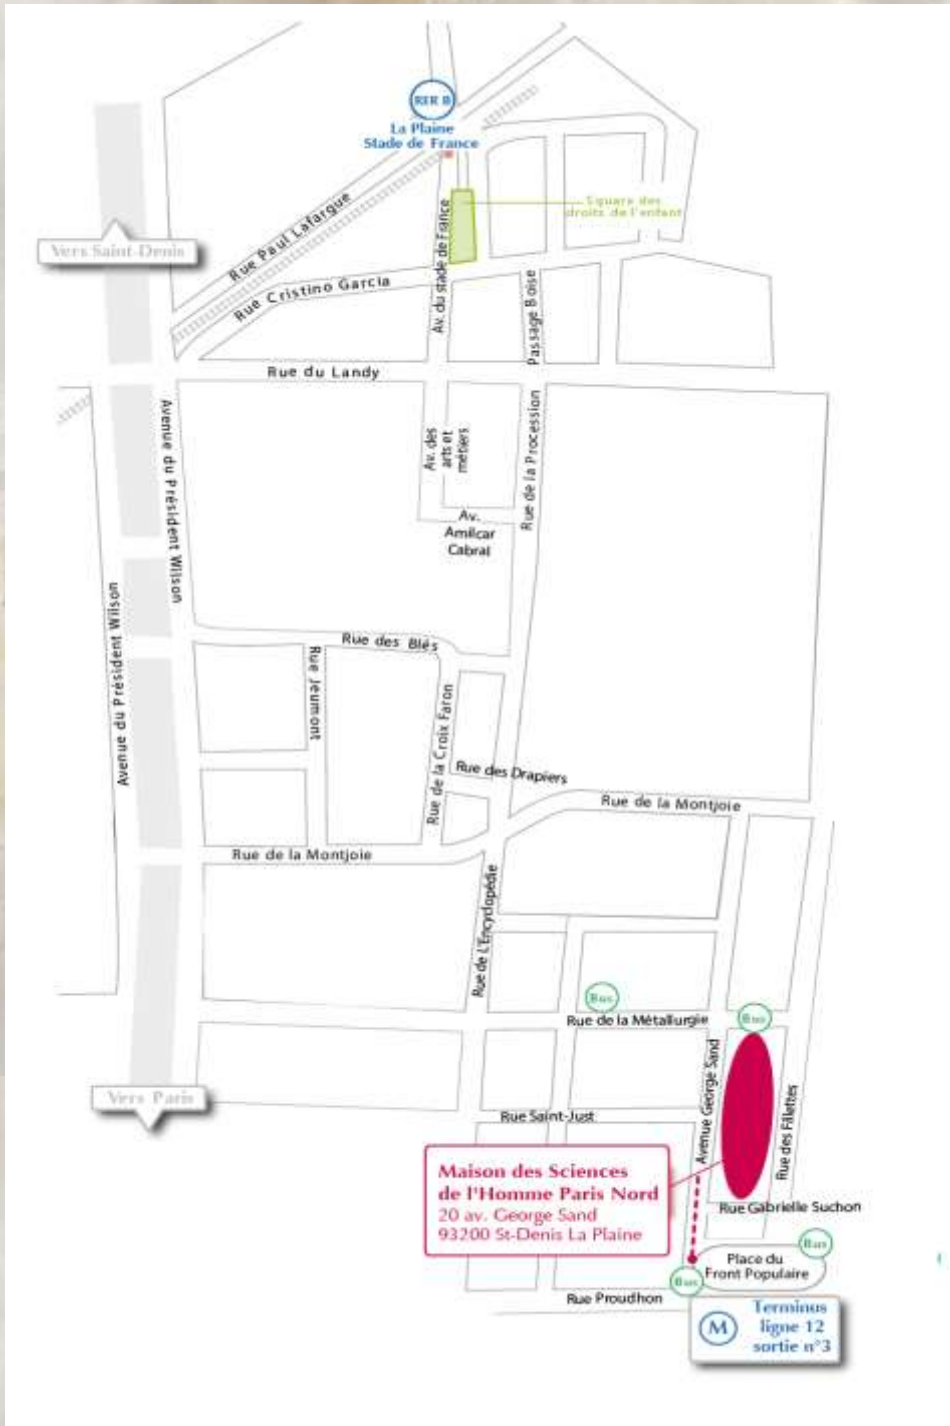 RER B
La Plaine
Stade de France
Square des
droits de l'enfant
Rue Paul Lafargue
Av. du stade de France
Vers Saint-Denis
Rue Cristino Garcia
Passage Boise
Rue du Landy
Avenue du Président Wilson
Av. des
arts et
métiers
Rue de la Procession
Av.
Amilcar
Cabral
Avenue du Président Wilson
Rue des Blés
Rue Jeumont
Rue de la Croix Faron
Rue des Drapiers
Rue de la Montjoie
Rue de la Montjoie
Rue de L'Encyclopédie
Bus
Rue de la Métallurgie
Bus
Avenue George Sand
Rue des Fillettes
Vers Paris
Rue Saint-Just
Maison des Sciences
de l'Homme Paris Nord
20 av. George Sand
93200 St-Denis La Plaine
Rue Gabrielle Suchon
Bus
Place du
Front Populaire
Bus
Rue Proudhon
M
Terminus
ligne 12
sortie n°3